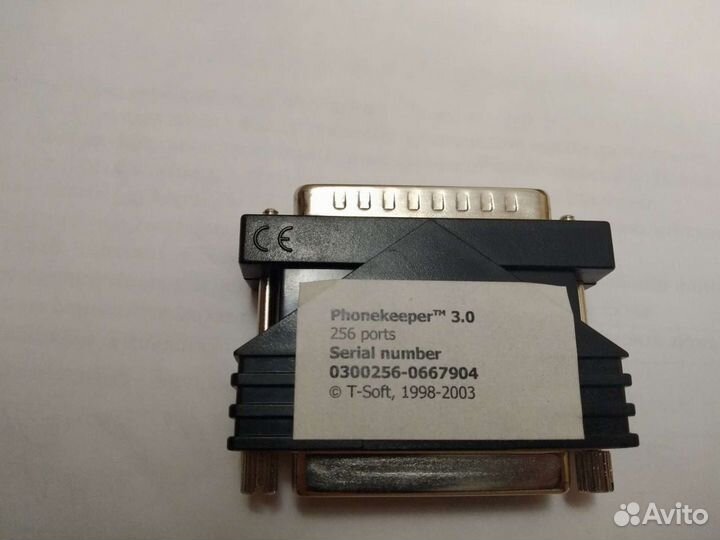 CE
Phonekeeper™ 3.0
256 ports
Serial number
0300256-0667904
© T-Soft, 1998-2003
Avito